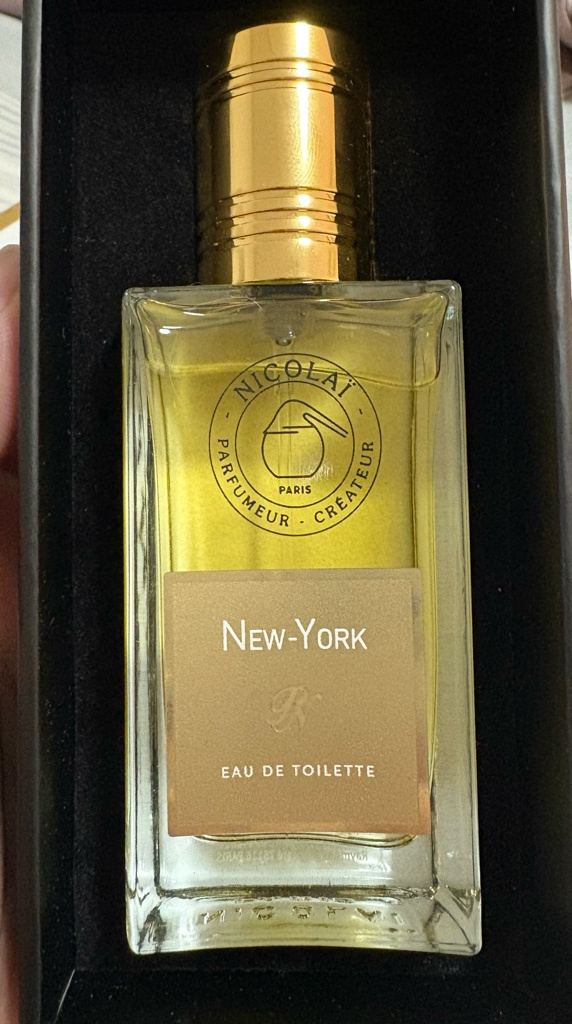 NICOLAÏ
PARIS
- PARFUMEUR - CRÉATEUR -
NEW-YORK
EAU DE TOILETTE